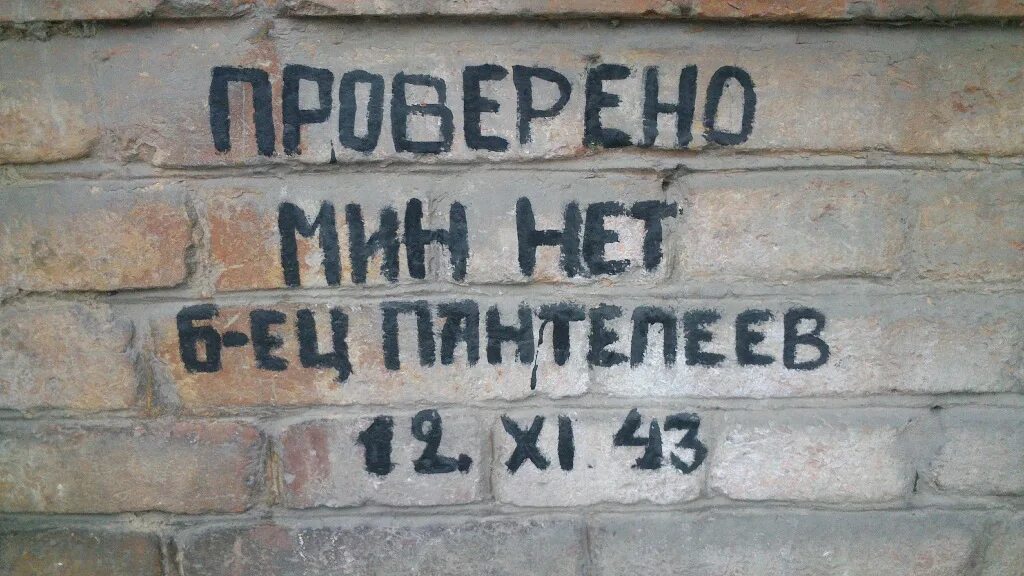 ПРОВЕРЕНО
МИН НЕТ
Б-ЕЦ ПАНТЕЛЕЕВ
12. XI. 43